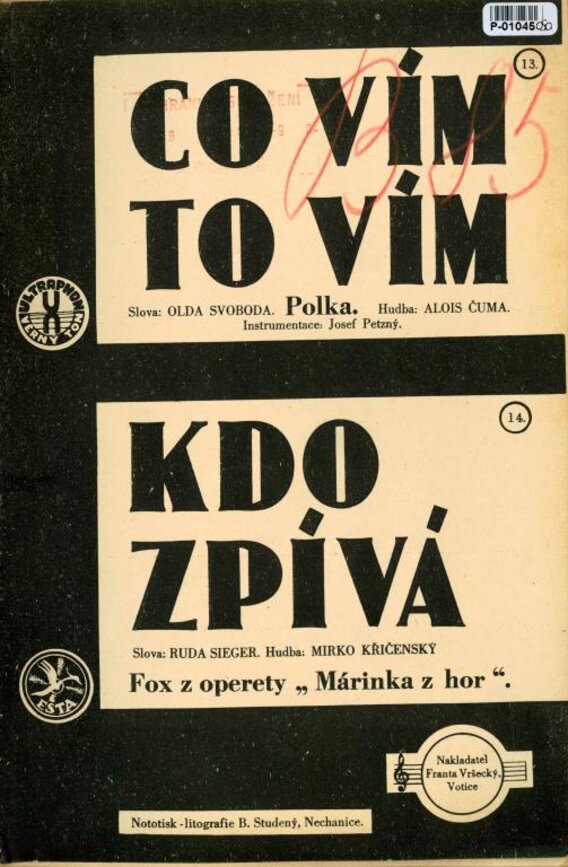 P-01045
13.
CO VÍM
TO VÍM
Slova: OLDA SVOBODA. Polka. Hudba: ALOIS ČUMA.
Instrumentace: Josef Petzný.
ULTRAPHON
VĚRNÝ TÓN
14.
KDO
ZPÍVÁ
Slova: RUDA SIEGER. Hudba: MIRKO KŘIČENSKÝ
Fox z operety „ Márinka z hor “.
ESTA
Nakladatel
Franta Vršecký,
Votice
Nototisk-litografie B. Studený, Nechanice.